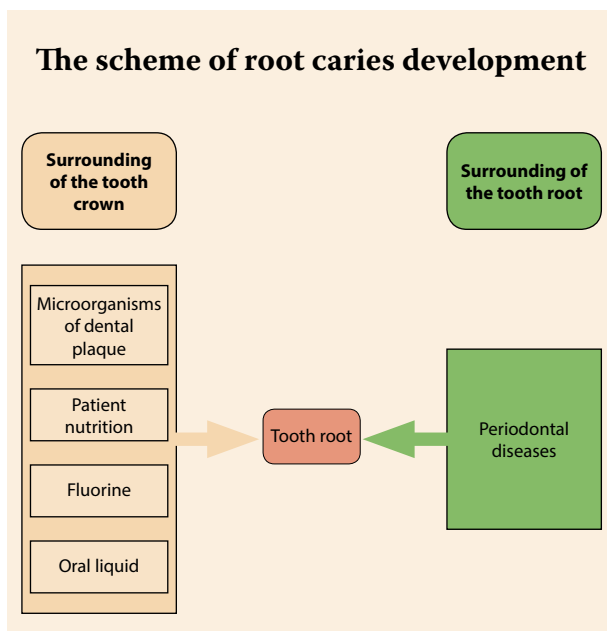 The scheme of root caries development
Surrounding
of the tooth
crown
Surrounding of
the tooth root
Microorganisms
of dental
plaque
Patient
nutrition
Fluorine
Oral liquid
Tooth root
Periodontal
diseases